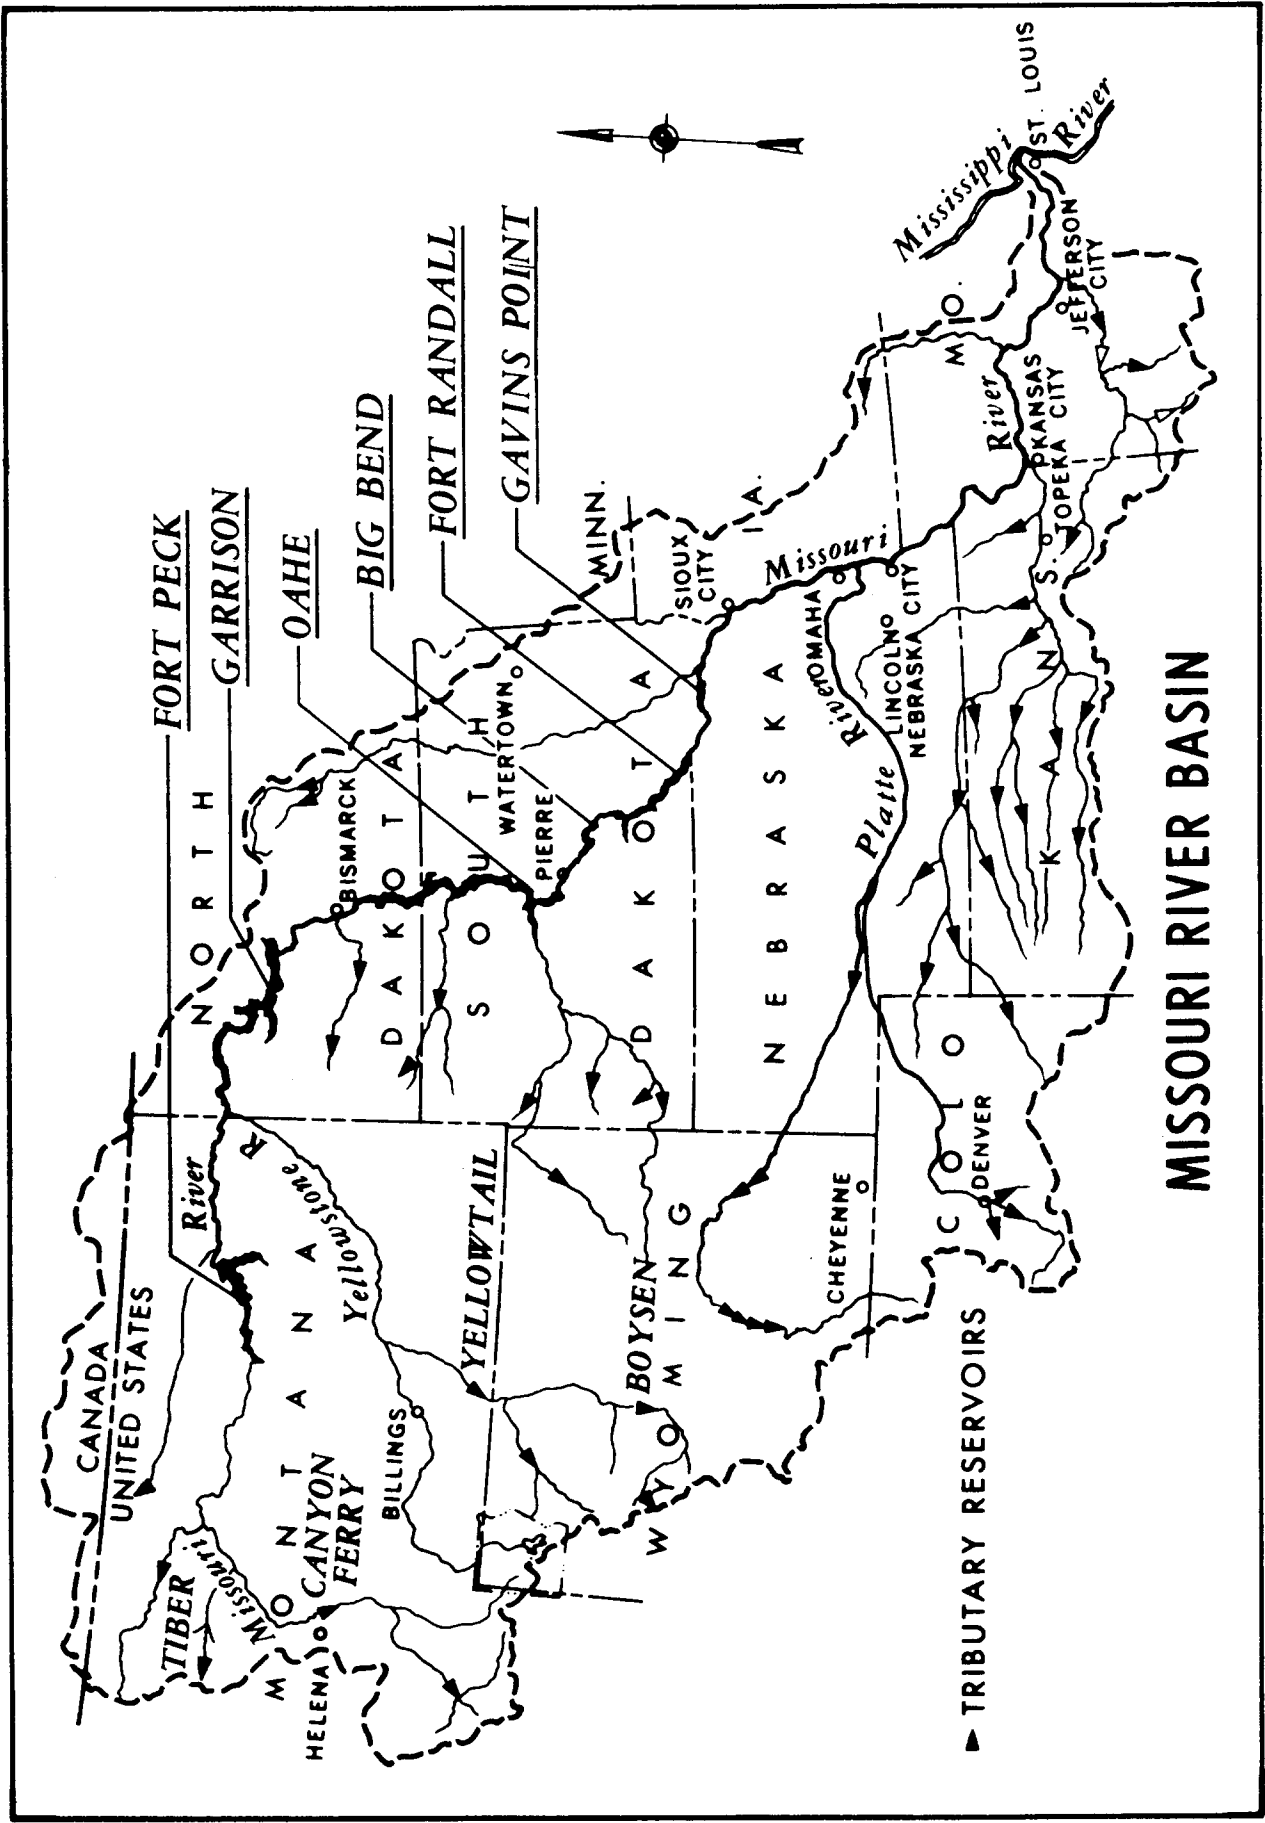 FORT PECK
GARRISON
OAHE
BIG BEND
FORT RANDALL
GAVINS POINT
CANADA
UNITED STATES
TIBER
Missouri
River
MONTANA
HELENA
CANYON
FERRY
BILLINGS
Yellowstone R
YELLOWTAIL
BOYSEN
WYOMING
CHEYENNE
NORTH
DAKOTA
BISMARCK
SOUTH
DAKOTA
WATERTOWN
PIERRE
MINN.
SIOUX
CITY
IA.
Missouri
River
NEBRASKA
OMAHA
LINCOLN
NEBRASKA CITY
Platte
River
COLO
DENVER
KANS.
TOPEKA
KANSAS
CITY
MO.
JEFFERSON
CITY
ST. LOUIS
Mississippi
River
TRIBUTARY RESERVOIRS
MISSOURI RIVER BASIN